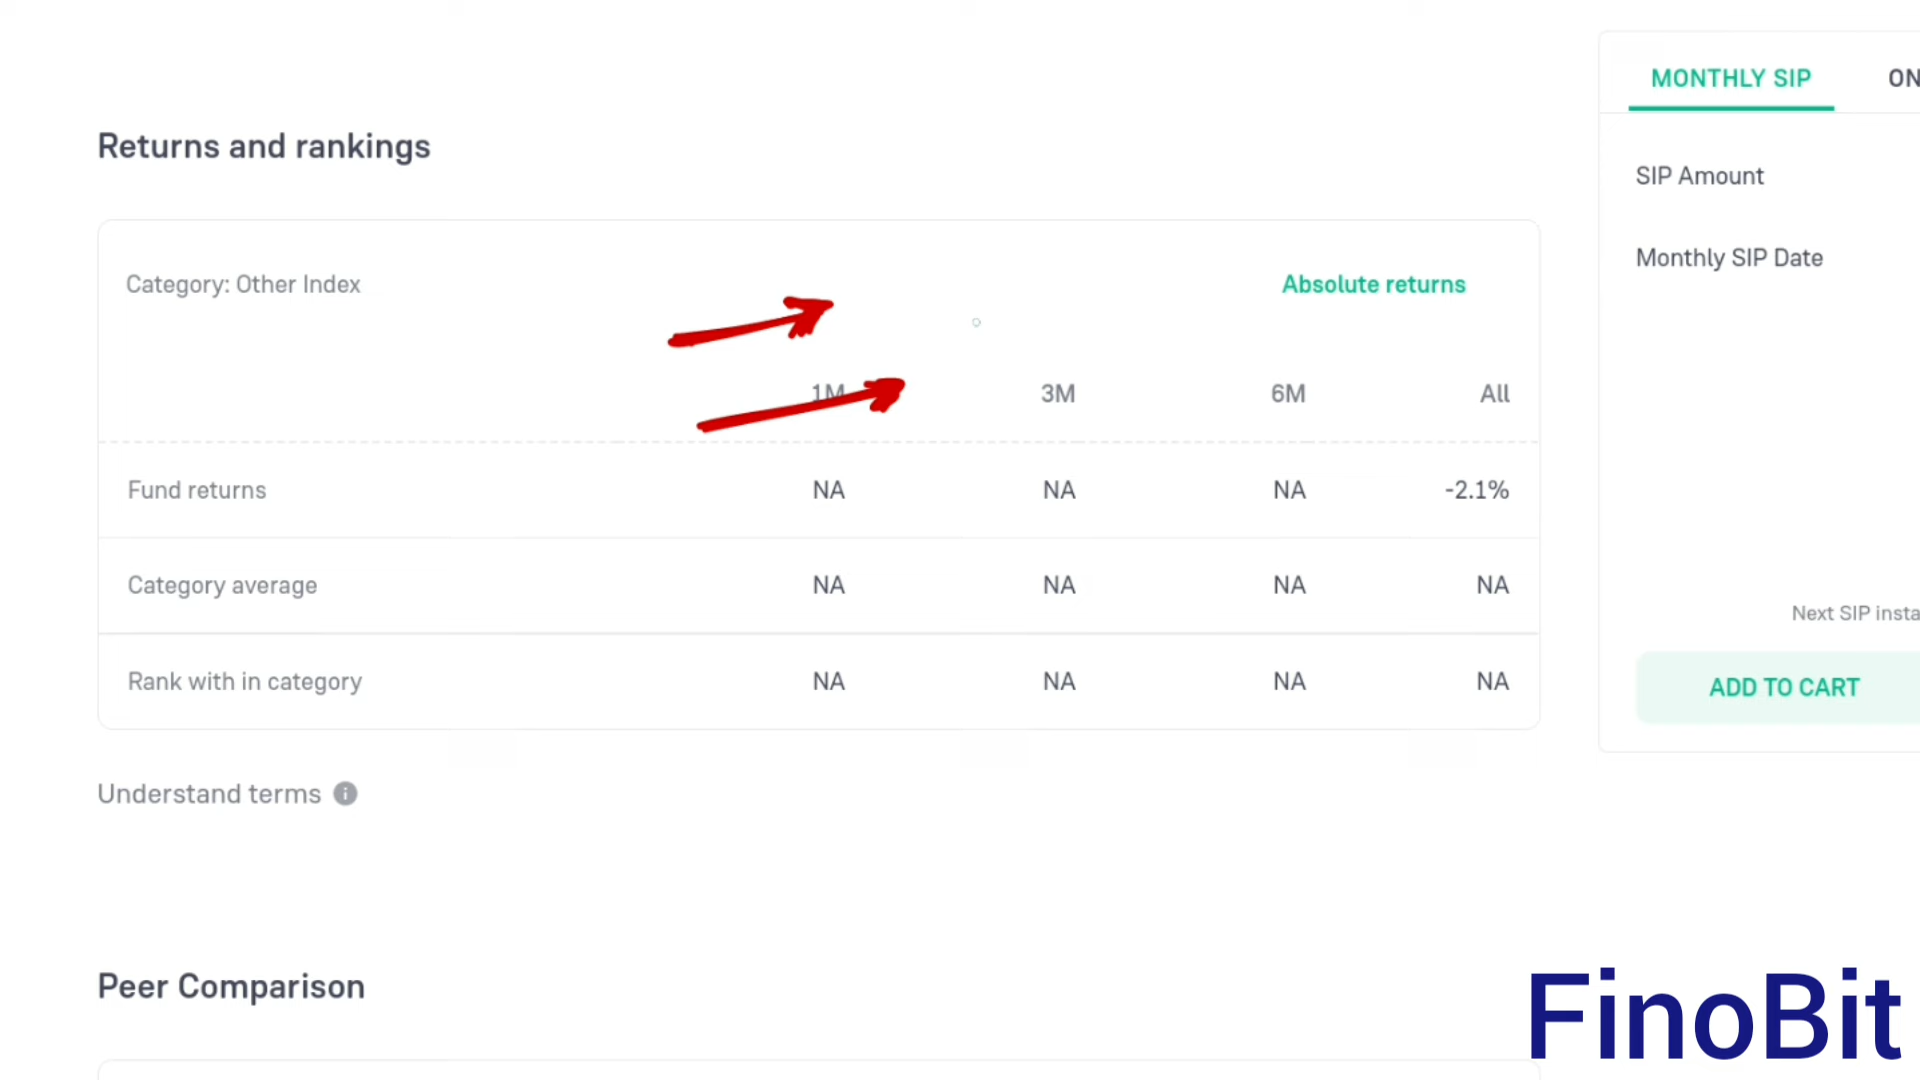 MONTHLY SIP
ON
Returns and rankings
SIP Amount
Monthly SIP Date
Category: Other Index
Absolute returns
1M 3M 6M All
Fund returns NA NA NA -2.1%
Category average NA NA NA NA
Next SIP insta
Rank with in category NA NA NA NA
ADD TO CART
Understand terms
Peer Comparison
FinoBit